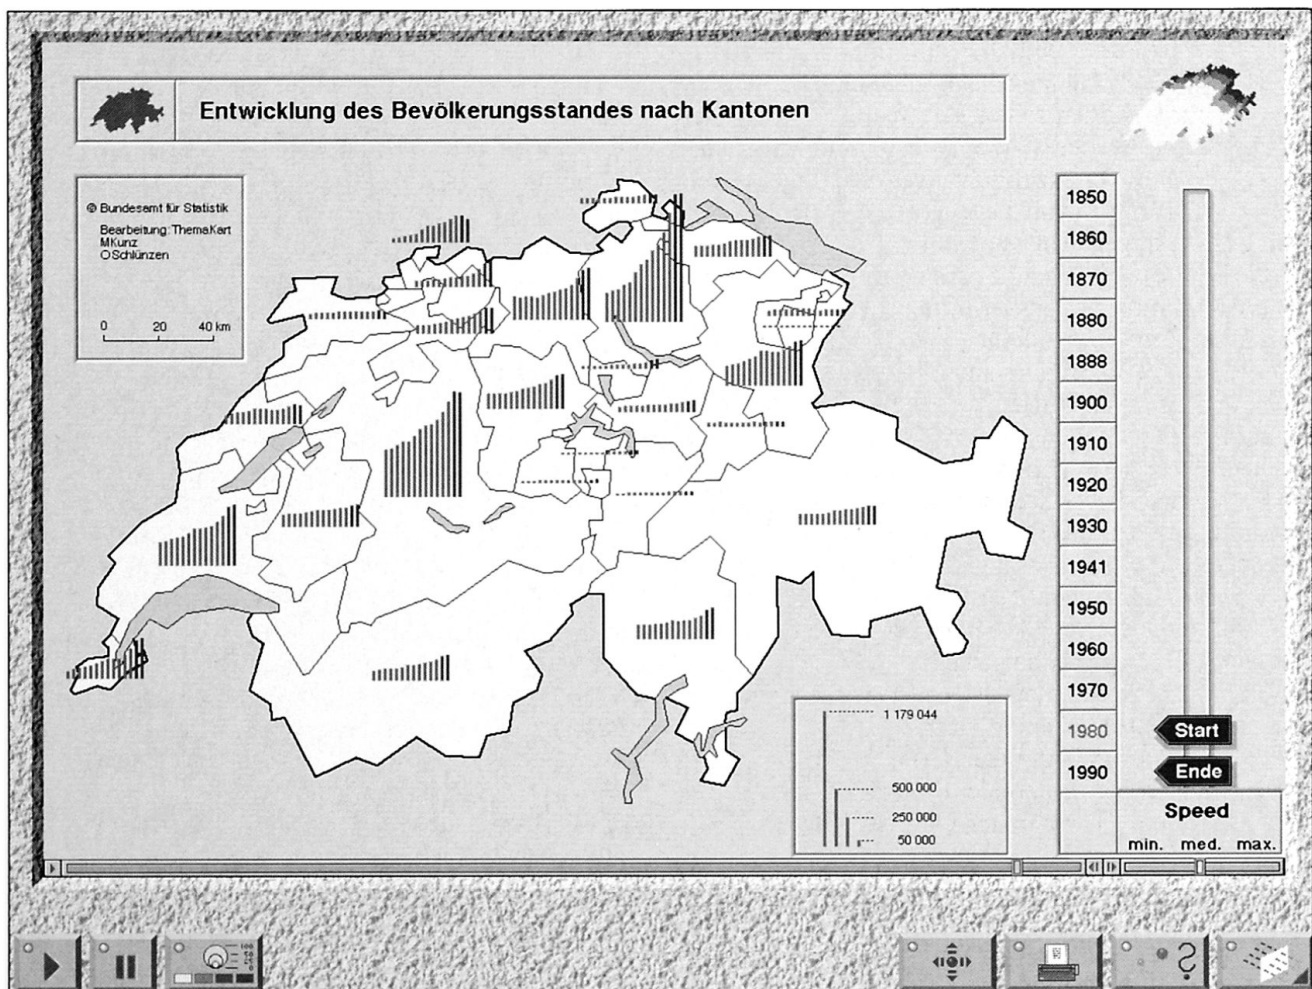 Entwicklung des Bevölkerungsstandes nach Kantonen
Bundesamt für Statistik
Bearbeitung: ThemaKart
MKunz
OSchlünzen
0 20 40 km
1850
1860
1870
1880
1888
1900
1910
1920
1930
1941
1950
1960
1970
1980
1990
Start
Ende
Speed
min. med. max.
1 179 044
500 000
250 000
50 000